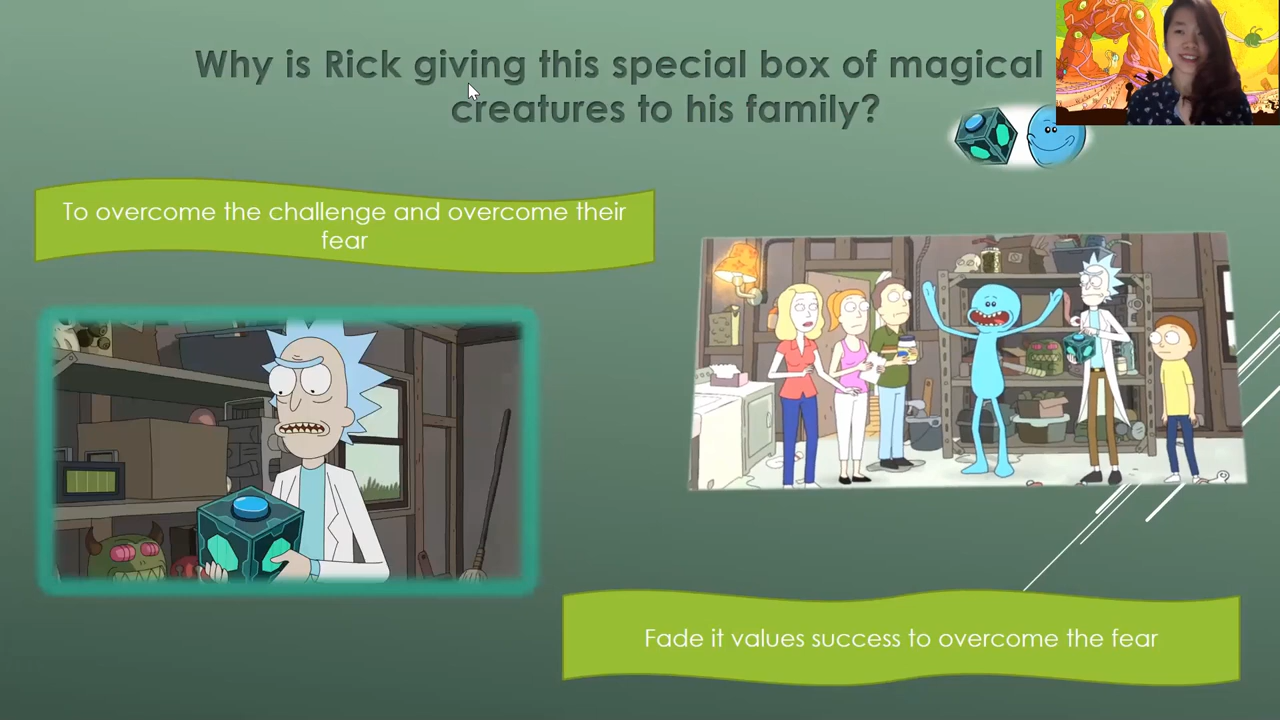 Why is Rick giving this special box of magical
creatures to his family?
To overcome the challenge and overcome their
fear
Fade it values success to overcome the fear